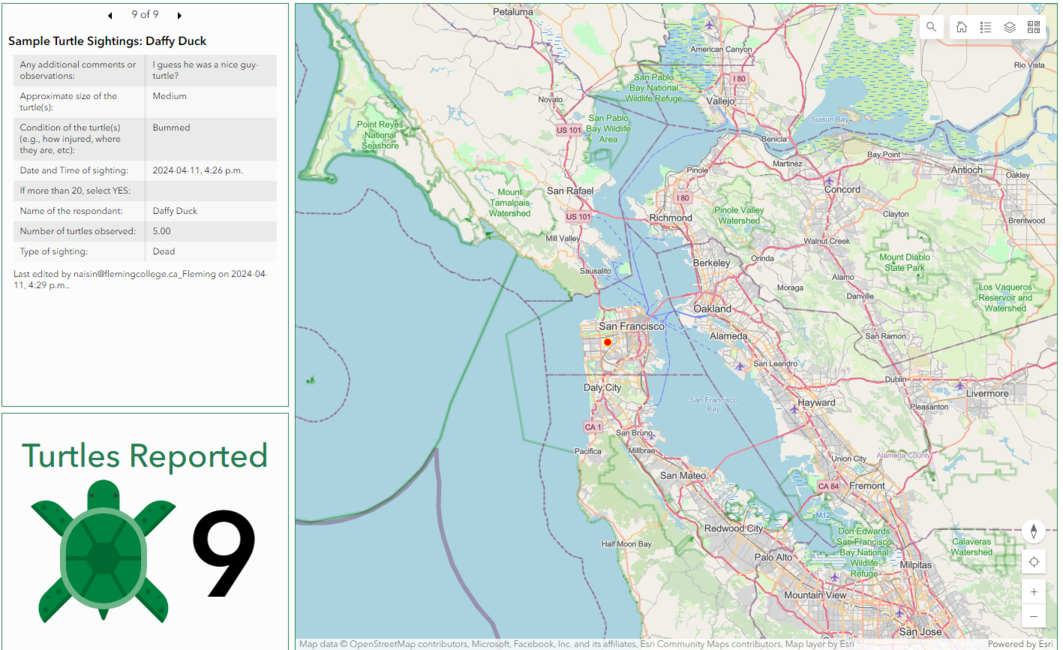 9 of 9
Sample Turtle Sightings: Daffy Duck
Any additional comments or
observations:
I guess he was a nice guy-
turtle?
Approximate size of the
turtle(s):
Medium
Condition of the turtle(s)
(e.g., how injured, where
they are, etc):
Bummed
Date and Time of sighting:
2024-04-11, 4:26 p.m.
If more than 20, select YES:
Name of the respondant:
Daffy Duck
Number of turtles observed:
5.00
Type of sighting:
Dead
Last edited by naisin@flemingcollege.ca_Fleming on 2024-04-
11, 4:29 p.m..
Turtles Reported
9
Petaluma
American Canyon
Rio Vista
I 80
San Pablo
Bay National
Wildlife Refuge
Novato
Vallejo
San Pablo
Bay Wildlife
Area
Suisun Bay
US 101
Point Reyes
National
Seashore
Benicia
Bay Point
Martinez
Antioch
Pinole
Oakley
Concord
Mount
Tamalpais
Watershed
San Rafael
I 80
US 101
Richmond
Pinole Valley
Watershed
Clayton
Brentwood
Mill Valley
Walnut Creek
Sausalito
Berkeley
Orinda
Mount Diablo
State Park
Moraga
Alamo
Danville
Los Vaqueros
Reservoir and
Watershed
Oakland
San Francisco
Alameda
San Ramon
San Leandro
Daly City
Dublin
Livermore
San Francisco
Bay
Hayward
Pleasanton
CA 1
San Bruno
Pacifica
Millbrae
Union City
Alameda County
San Mateo
CA 84
Fremont
M12
Redwood City
Don Edwards
San Francisco
Bay National
Wildlife
Refuge
Calaveras
Watershed
Half Moon Bay
Palo Alto
Milpitas
Mountain View
San Jose
Map data © OpenStreetMap contributors, Microsoft, Facebook, Inc. and its affiliates, Esri Community Maps contributors, Map layer by Esri
Powered by Esri